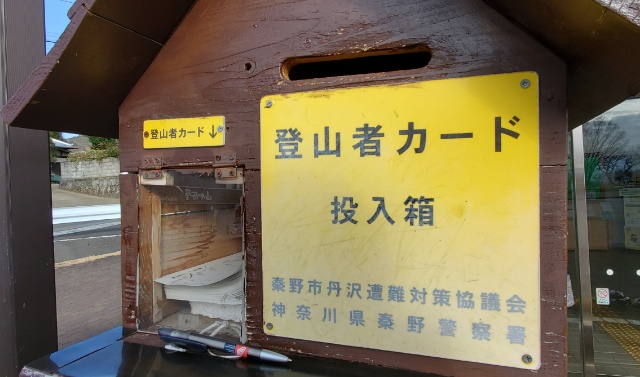 登山者カード↓
登山者カード
投入箱
秦野市丹沢遭難対策協議会
神奈川県秦野警察署